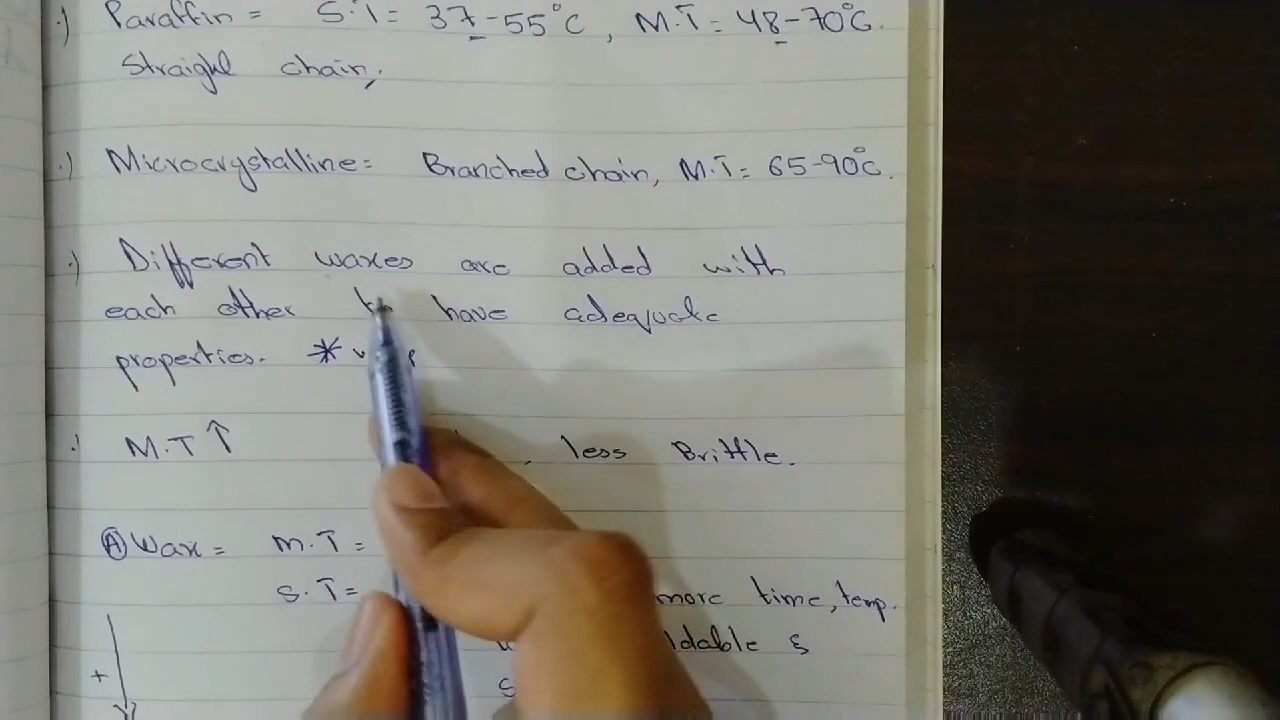 .) Paraffin = S.T = 37-55°C, M.T = 48-70°C.
Straight chain,
.) Microcrystalline = Branched chain, M.T = 65-90°C.
.) Different waxes are added with
each other to have adequate
properties. *
.) M.T ↑ less Brittle.
Ⓐ Wax = M.T =
S.T = more time, temp.
+